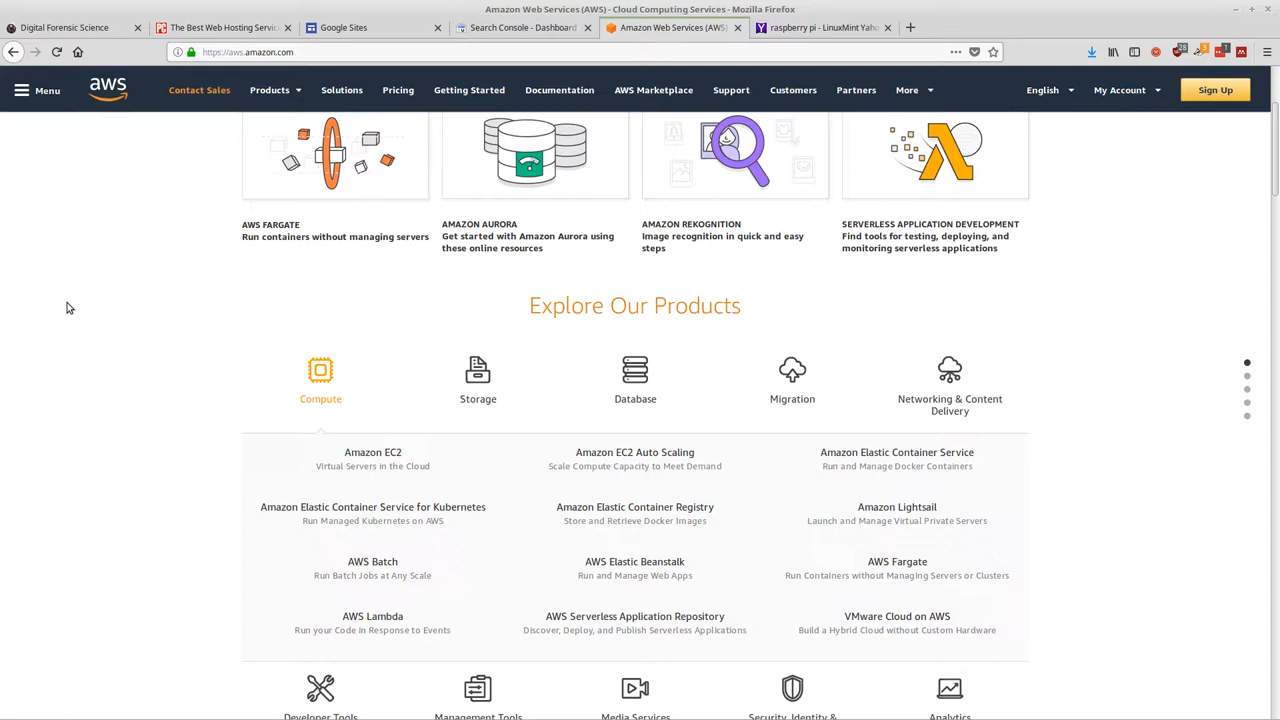 Amazon Web Services (AWS) - Cloud Computing Services - Mozilla Firefox
Digital Forensic Science
The Best Web Hosting Servic
Google Sites
Search Console - Dashboard
Amazon Web Services (AWS)
raspberry pi - LinuxMint Yaho
https://aws.amazon.com
28
3
1
Menu
aws
Contact Sales
Products
Solutions
Pricing
Getting Started
Documentation
AWS Marketplace
Support
Customers
Partners
More
English
My Account
Sign Up
AWS FARGATE
Run containers without managing servers
AMAZON AURORA
Get started with Amazon Aurora using
these online resources
AMAZON REKOGNITION
Image recognition in quick and easy
steps
SERVERLESS APPLICATION DEVELOPMENT
Find tools for testing, deploying, and
monitoring serverless applications
Explore Our Products
Compute
Storage
Database
Migration
Networking & Content
Delivery
Amazon EC2
Virtual Servers in the Cloud
Amazon EC2 Auto Scaling
Scale Compute Capacity to Meet Demand
Amazon Elastic Container Service
Run and Manage Docker Containers
Amazon Elastic Container Service for Kubernetes
Run Managed Kubernetes on AWS
Amazon Elastic Container Registry
Store and Retrieve Docker Images
Amazon Lightsail
Launch and Manage Virtual Private Servers
AWS Batch
Run Batch Jobs at Any Scale
AWS Elastic Beanstalk
Run and Manage Web Apps
AWS Fargate
Run Containers without Managing Servers or Clusters
AWS Lambda
Run your Code in Response to Events
AWS Serverless Application Repository
Discover, Deploy, and Publish Serverless Applications
VMware Cloud on AWS
Build a Hybrid Cloud without Custom Hardware
Developer Tools
Management Tools
Media Services
Security, Identity &
Analytics